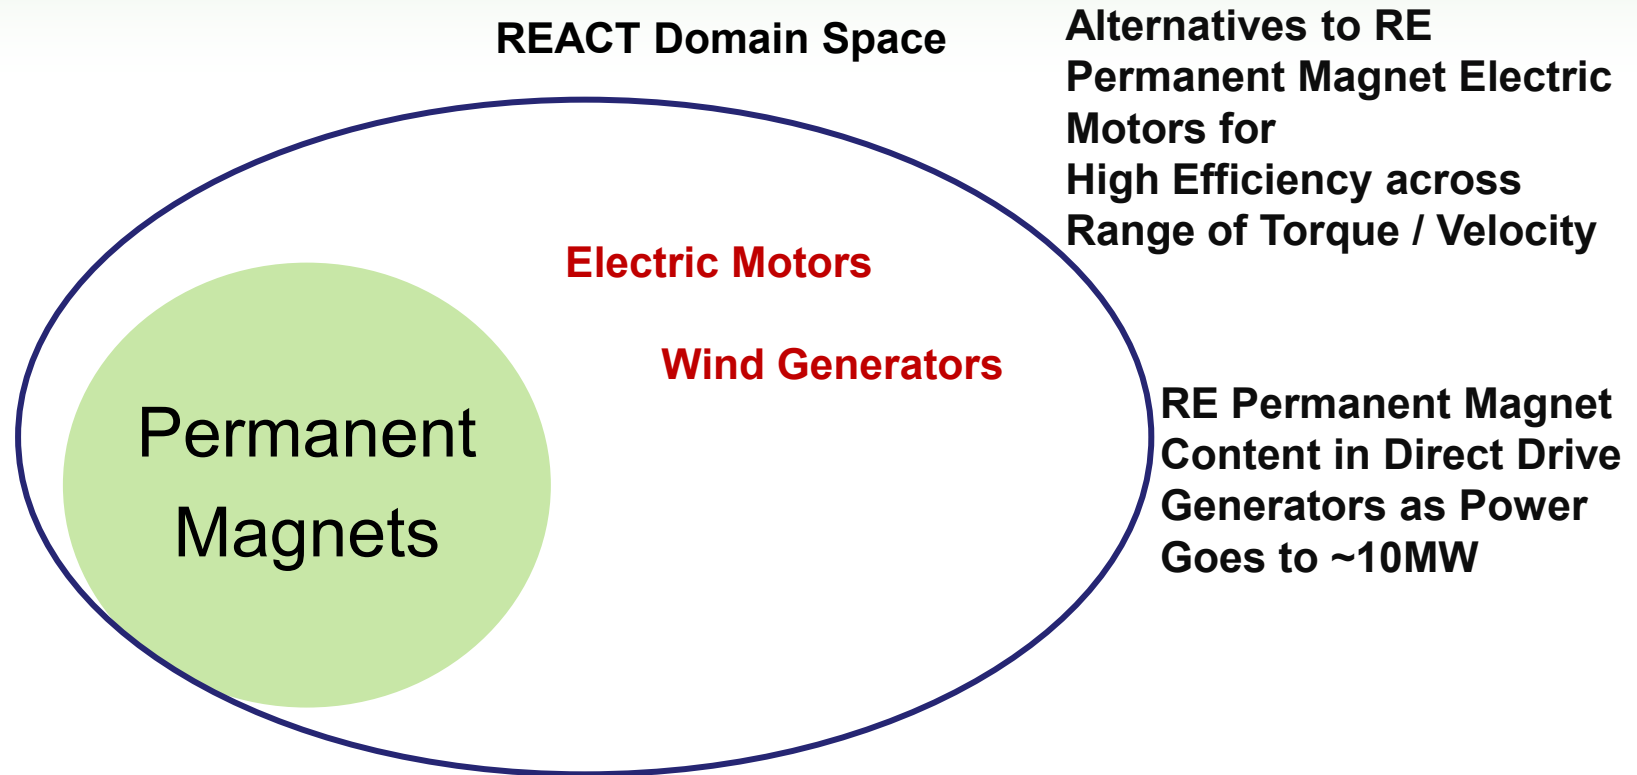 REACT Domain Space
Alternatives to RE
Permanent Magnet Electric
Motors for
High Efficiency across
Range of Torque / Velocity
Electric Motors
Wind Generators
Permanent
Magnets
RE Permanent Magnet
Content in Direct Drive
Generators as Power
Goes to ~10MW